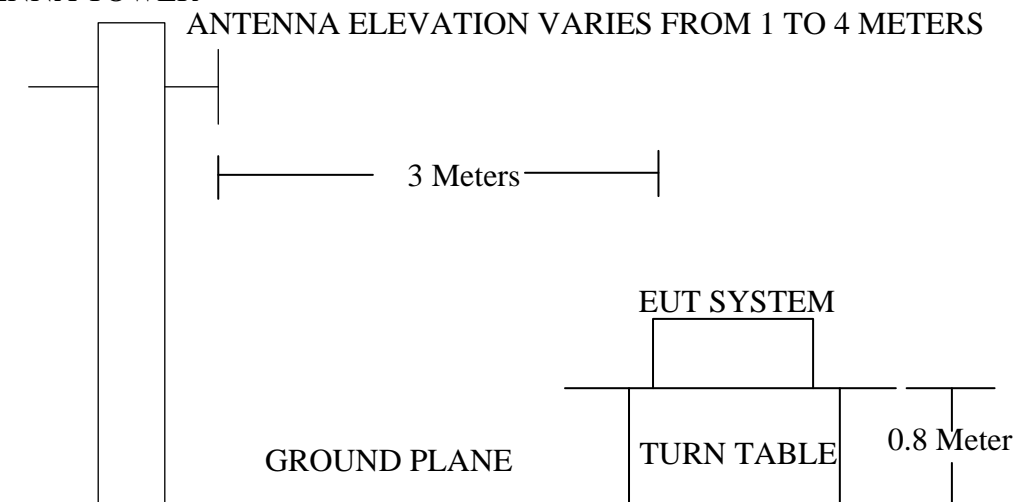 TOWER
ANTENNA ELEVATION VARIES FROM 1 TO 4 METERS
3 Meters
EUT SYSTEM
0.8 Meter
TURN TABLE
GROUND PLANE